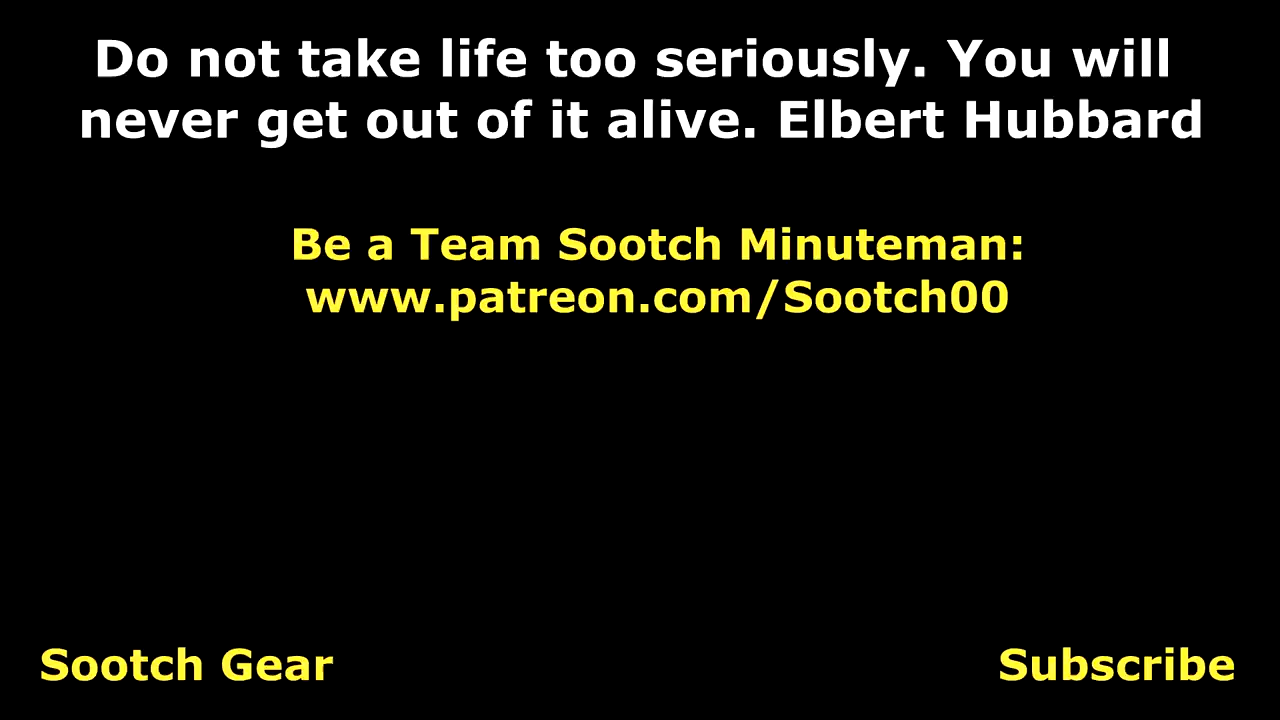 Do not take life too seriously. You will
never get out of it alive. Elbert Hubbard
Be a Team Sootch Minuteman:
www.patreon.com/Sootch00
Sootch Gear
Subscribe